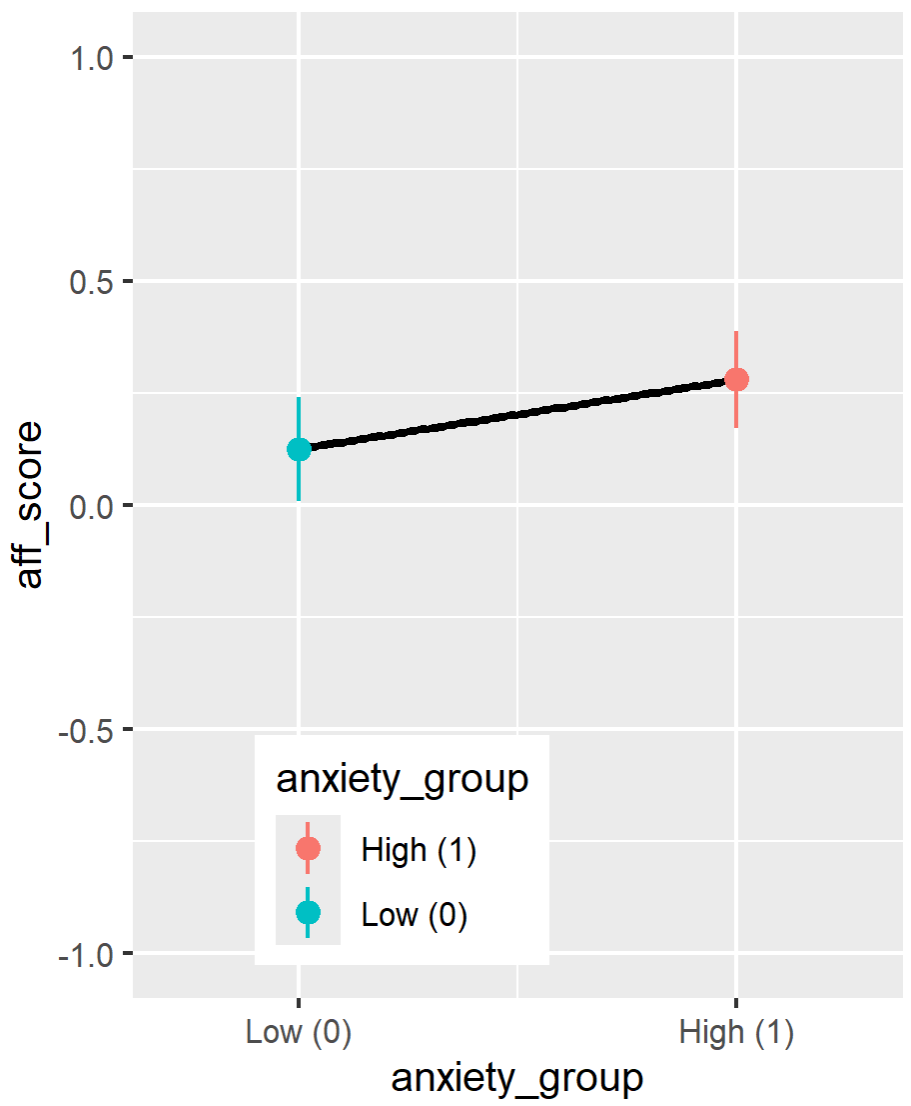 1.0
0.5
0.0
-0.5
-1.0
aff_score
anxiety_group
High (1)
Low (0)
Low (0) High (1)
anxiety_group